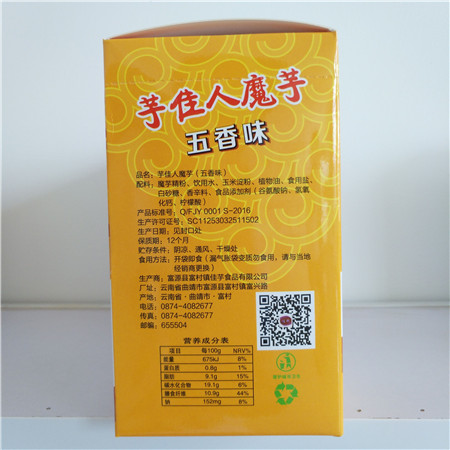 芋佳人魔芋
五香味
品名：芋佳人魔芋（五香味）
配料：魔芋精粉、饮用水、玉米淀粉、植物油、食用盐、
白砂糖、香辛料、食品添加剂（谷氨酸钠、氢氧
化钙、柠檬酸）
产品标准号：Q/FJY 0001 S-2016
生产许可证号：SC11253032511502
生产日期：见封口处
保质期：12个月
贮存条件：阴凉、通风、干燥处
食用方法：开袋即食（漏气胀袋变质勿食用，请与当地
经销商更换）
生产商：富源县富村镇佳芋食品有限公司
厂址：云南省曲靖市富源县富村镇富兴路
产地：云南省·曲靖市·富村
电话：0874-4082677
传真：0874-4082677
邮编：655504
营养成分表
项目 每100g NRV%
能量 675kJ 8%
蛋白质 0.8g 1%
脂肪 9.1g 15%
碳水化合物 19.1g 6%
膳食纤维 10.9g 44%
钠 152mg 8%